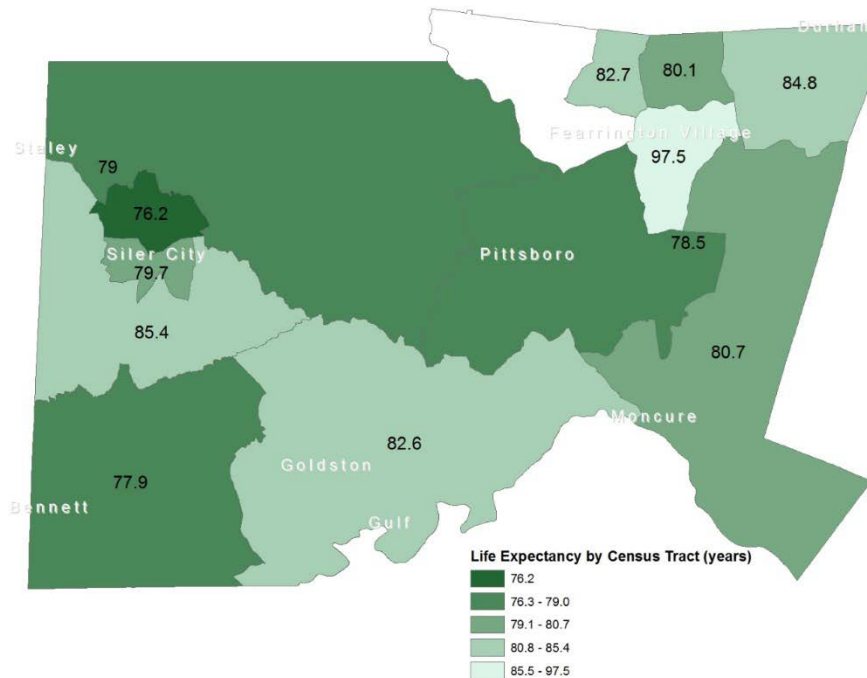 Durham
82.7
80.1
84.8
Fearrington Village
Staley
79
97.5
76.2
78.5
Siler City
Pittsboro
79.7
85.4
80.7
Moncure
82.6
Goldston
77.9
Bennett
Gulf
Life Expectancy by Census Tract (years)
76.2
76.3 - 79.0
79.1 - 80.7
80.8 - 85.4
85.5 - 97.5